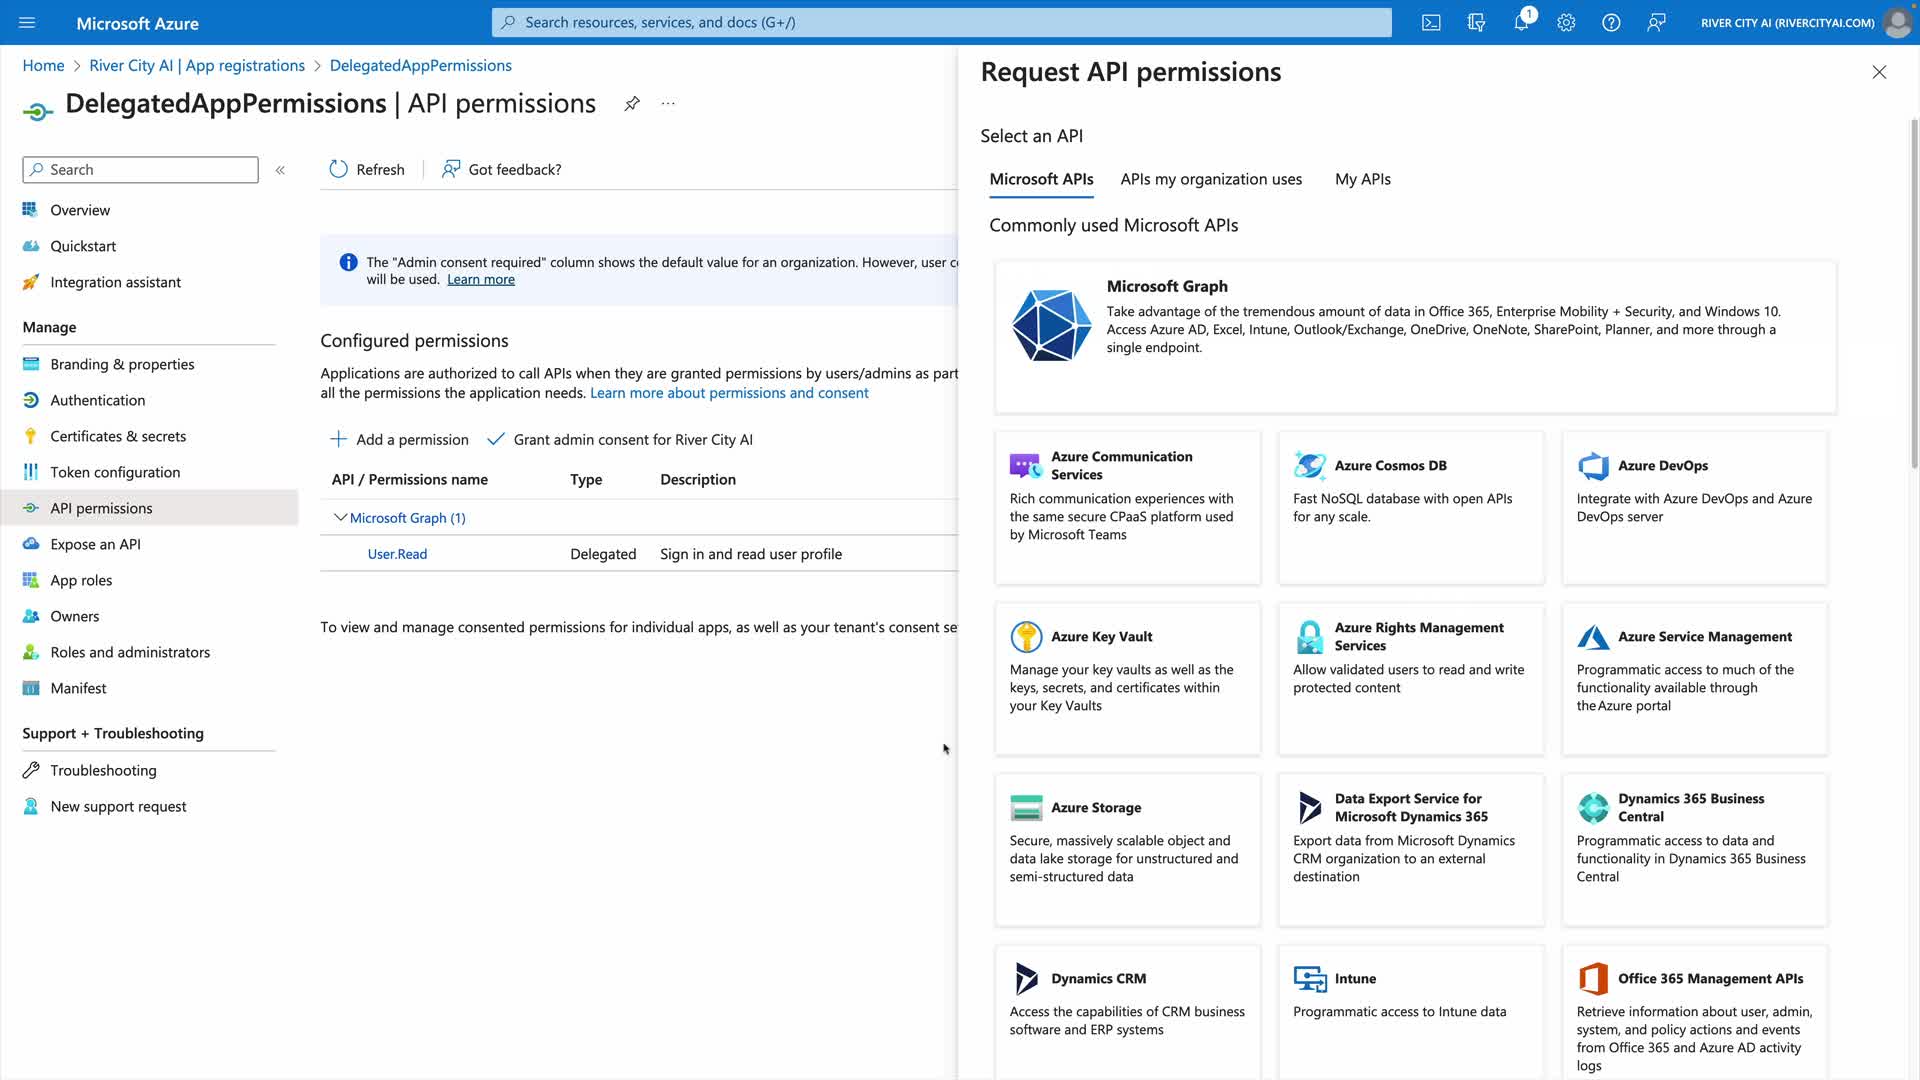 Microsoft Azure
Search resources, services, and docs (G+/)
1
RIVER CITY AI (RIVERCITYAI.COM)
Home > River City AI | App registrations > DelegatedAppPermissions
DelegatedAppPermissions | API permissions
...
Search
«
Overview
Quickstart
Integration assistant
Manage
Branding & properties
Authentication
Certificates & secrets
Token configuration
API permissions
Expose an API
App roles
Owners
Roles and administrators
Manifest
Support + Troubleshooting
Troubleshooting
New support request
Refresh
Got feedback?
The "Admin consent required" column shows the default value for an organization. However, user c
will be used. Learn more
Configured permissions
Applications are authorized to call APIs when they are granted permissions by users/admins as part
all the permissions the application needs. Learn more about permissions and consent
Add a permission
Grant admin consent for River City AI
API / Permissions name
Type
Description
Microsoft Graph (1)
User.Read
Delegated
Sign in and read user profile
To view and manage consented permissions for individual apps, as well as your tenant's consent se
Request API permissions
Select an API
Microsoft APIs
APIs my organization uses
My APIs
Commonly used Microsoft APIs
Microsoft Graph
Take advantage of the tremendous amount of data in Office 365, Enterprise Mobility + Security, and Windows 10.
Access Azure AD, Excel, Intune, Outlook/Exchange, OneDrive, OneNote, SharePoint, Planner, and more through a
single endpoint.
Azure Communication
Services
Rich communication experiences with
the same secure CPaaS platform used
by Microsoft Teams
Azure Cosmos DB
Fast NoSQL database with open APIs
for any scale.
Azure DevOps
Integrate with Azure DevOps and Azure
DevOps server
Azure Key Vault
Manage your key vaults as well as the
keys, secrets, and certificates within
your Key Vaults
Azure Rights Management
Services
Allow validated users to read and write
protected content
Azure Service Management
Programmatic access to much of the
functionality available through
the Azure portal
Azure Storage
Secure, massively scalable object and
data lake storage for unstructured and
semi-structured data
Data Export Service for
Microsoft Dynamics 365
Export data from Microsoft Dynamics
CRM organization to an external
destination
Dynamics 365 Business
Central
Programmatic access to data and
functionality in Dynamics 365 Business
Central
Dynamics CRM
Access the capabilities of CRM business
software and ERP systems
Intune
Programmatic access to Intune data
Office 365 Management APIs
Retrieve information about user, admin,
system, and policy actions and events
from Office 365 and Azure AD activity
logs